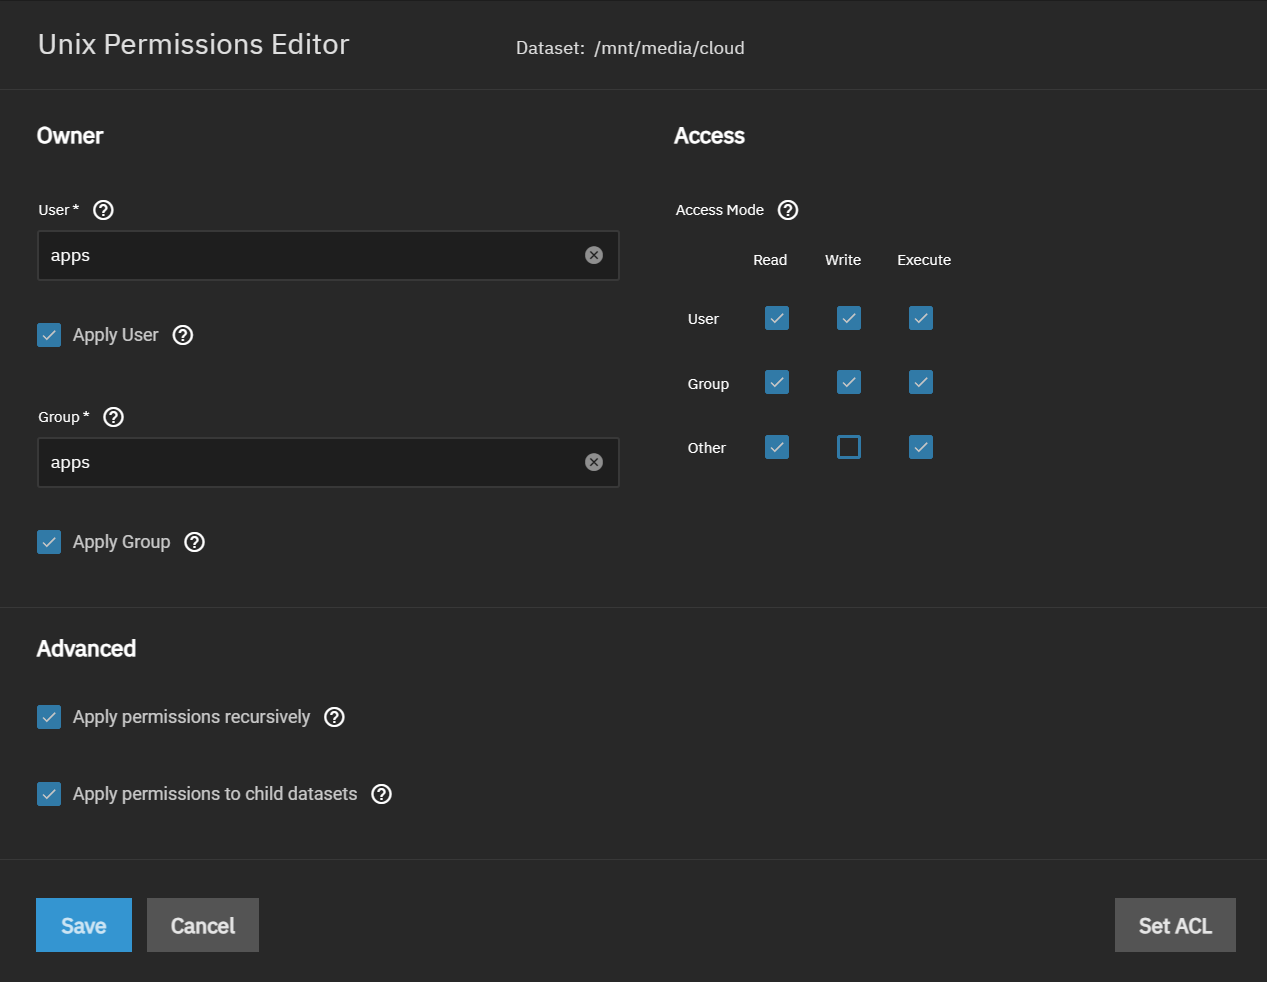 Unix Permissions Editor
Dataset: /mnt/media/cloud
Owner
User *
apps
Apply User
Group *
apps
Apply Group
Access
Access Mode
Read Write Execute
User
Group
Other
Advanced
Apply permissions recursively
Apply permissions to child datasets
Save Cancel Set ACL